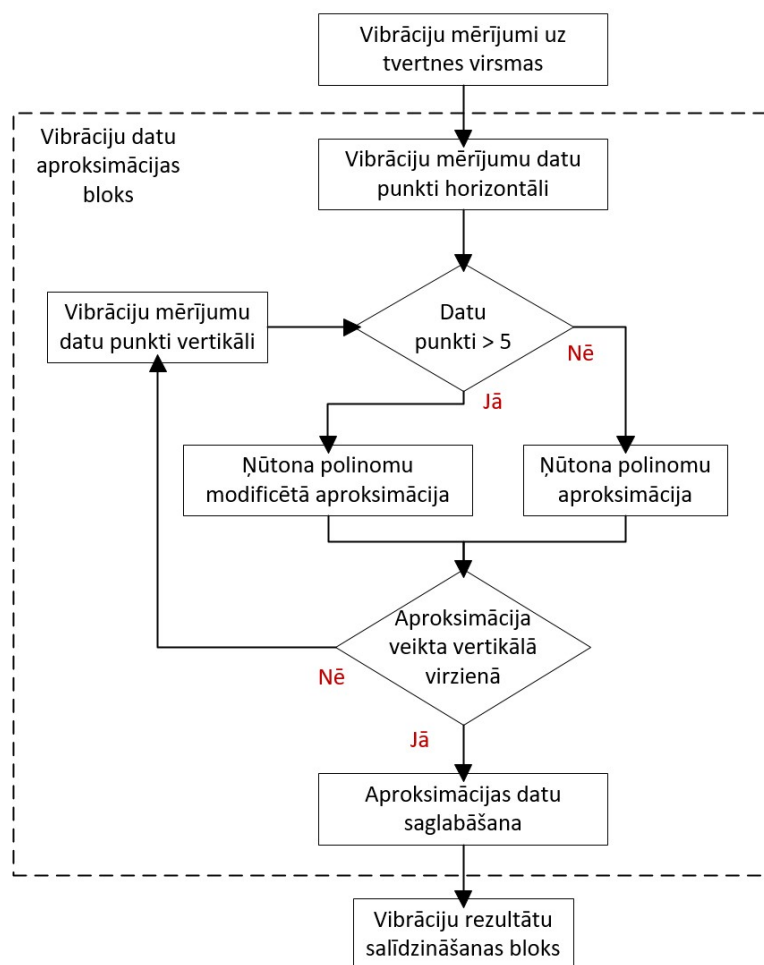 Vibrāciju mērījumi uz
tvertnes virsmas
Vibrāciju datu
aproksimācijas
bloks
Vibrāciju mērījumu datu
punkti horizontāli
Vibrāciju mērījumu
datu punkti vertikāli
Datu
punkti > 5
Nē
Jā
Ņūtona polinomu
modificētā aproksimācija
Ņūtona polinomu
aproksimācija
Aproksimācija
veikta vertikālā
virzienā
Nē
Jā
Aproksimācijas datu
saglabāšana
Vibrāciju rezultātu
salīdzināšanas bloks